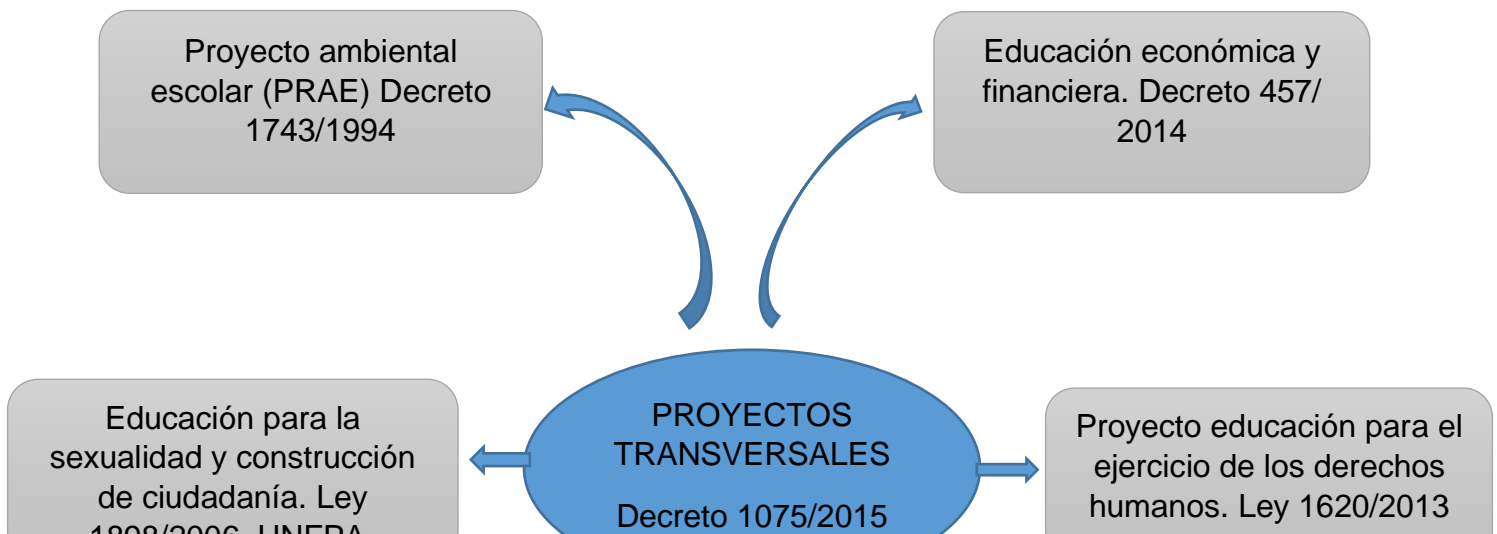 Proyecto ambiental
escolar (PRAE) Decreto
1743/1994
Educación económica y
financiera. Decreto 457/
2014
Educación para la
sexualidad y construcción
de ciudadanía. Ley
PROYECTOS
TRANSVERSALES
Decreto 1075/2015
Proyecto educación para el
ejercicio de los derechos
humanos. Ley 1620/2013